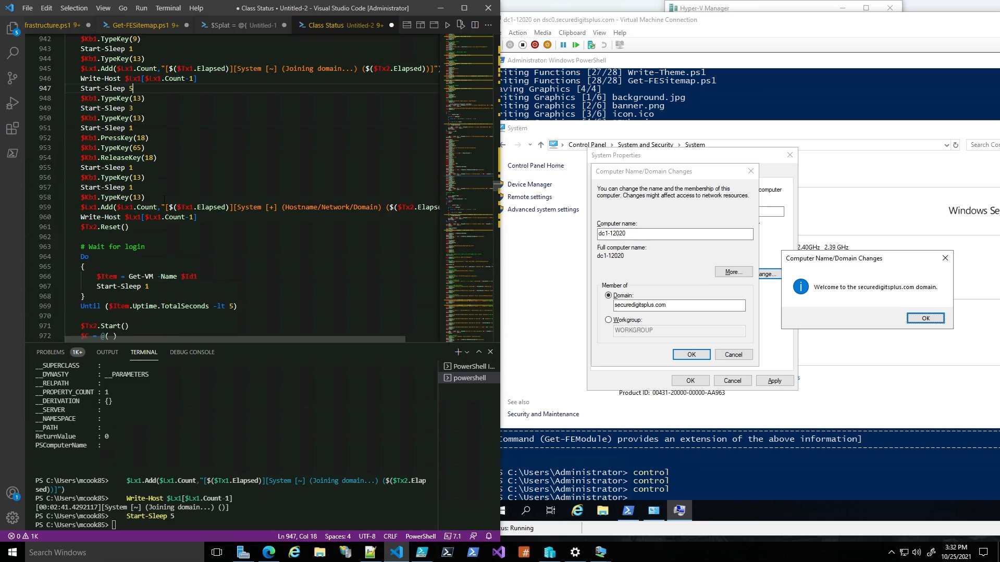 File Edit Selection View Go Run Terminal Help
● Class Status • Untitled-2 - Visual Studio Code [Administrator]
frastructure.ps1 9+
Get-FESitemap.ps1 9+
$Splat = @{ Untitled-1
Class Status Untitled-2 9+
942 $Kb1.TypeKey(9)
943 Start-Sleep 1
944 $Kb1.TypeKey(13)
945 $Lx1.Add($Lx1.Count,"[$($Tx1.Elapsed)][System [~] (Joining domain...) ($($Tx2.Elapsed))]")
946 Write-Host $Lx1[$Lx1.Count-1]
947 Start-Sleep 5
948 $Kb1.TypeKey(13)
949 Start-Sleep 3
950 $Kb1.TypeKey(13)
951 Start-Sleep 1
952 $Kb1.PressKey(18)
953 $Kb1.TypeKey(65)
954 $Kb1.ReleaseKey(18)
955 Start-Sleep 1
956 $Kb1.TypeKey(13)
957 Start-Sleep 1
958 $Kb1.TypeKey(13)
959 $Lx1.Add($Lx1.Count,"[$($Tx1.Elapsed)][System [+] (Hostname/Network/Domain) ($($Tx2.Elapse
960 Write-Host $Lx1[$Lx1.Count-1]
961 $Tx2.Reset()
962
963 # Wait for login
964 Do
965 {
966 $Item = Get-VM -Name $Id1
967 Start-Sleep 1
968 }
969 Until ($Item.Uptime.TotalSeconds -lt 5)
970
971 $Tx2.Start()
972 $C = @( )
PROBLEMS 1K+ OUTPUT TERMINAL DEBUG CONSOLE
PowerShell I...
powershell
__SUPERCLASS :
__DYNASTY : __PARAMETERS
__RELPATH :
__PROPERTY_COUNT : 1
__DERIVATION : {}
__SERVER :
__NAMESPACE :
__PATH :
ReturnValue : 0
PSComputerName :
PS C:\Users\mcook85> $Lx1.Add($Lx1.Count,"[$($Tx1.Elapsed)][System [~] (Joining domain...) ($($Tx2.Elap
sed))]")
PS C:\Users\mcook85> Write-Host $Lx1[$Lx1.Count-1]
[00:02:41.4292117][System [~] (Joining domain...) ()]
PS C:\Users\mcook85> Start-Sleep 5
PS C:\Users\mcook85>
0 1K
Ln 947, Col 18 Spaces: 4 UTF-8 CRLF PowerShell 7.1
Hyper-V Manager
dc1-12020 on dsc0.securedigitsplus.com - Virtual Machine Connection
Action Media Clipboard View Help
Administrator: Windows PowerShell
riting Functions [27/28] Write-Theme.ps1
riting Functions [28/28] Get-FESitemap.ps1
aving Graphics [4/4]
riting Graphics [1/6] background.jpg
riting Graphics [2/6] banner.png
riting Graphics [3/6] icon.ico
System
Control Panel > System and Security > System
Search Co
Control Panel Home
Device Manager
Remote settings
Advanced system settings
System Properties
Computer Name/Domain Changes
You can change the name and the membership of this
computer. Changes might affect access to network resources.
computer
Computer name:
dc1-12020
Full computer name:
dc1-12020
More...
ange...
Member of
Domain:
securedigitsplus.com
Workgroup:
WORKGROUP
OK Cancel
OK Cancel Apply
Windows Se
2.40GHz 2.39 GHz
Computer Name/Domain Changes
Welcome to the securedigitsplus.com domain.
OK
Product ID: 00431-20000-00000-AA963
See also
Security and Maintenance
ommand (Get-FEModule) provides an extension of the above information]
C:\Users\Administrator> control
C:\Users\Administrator> control
C:\Users\Administrator> control
C:\Users\Administrator>
tus: Running
Search Windows
3:32 PM
10/25/2021